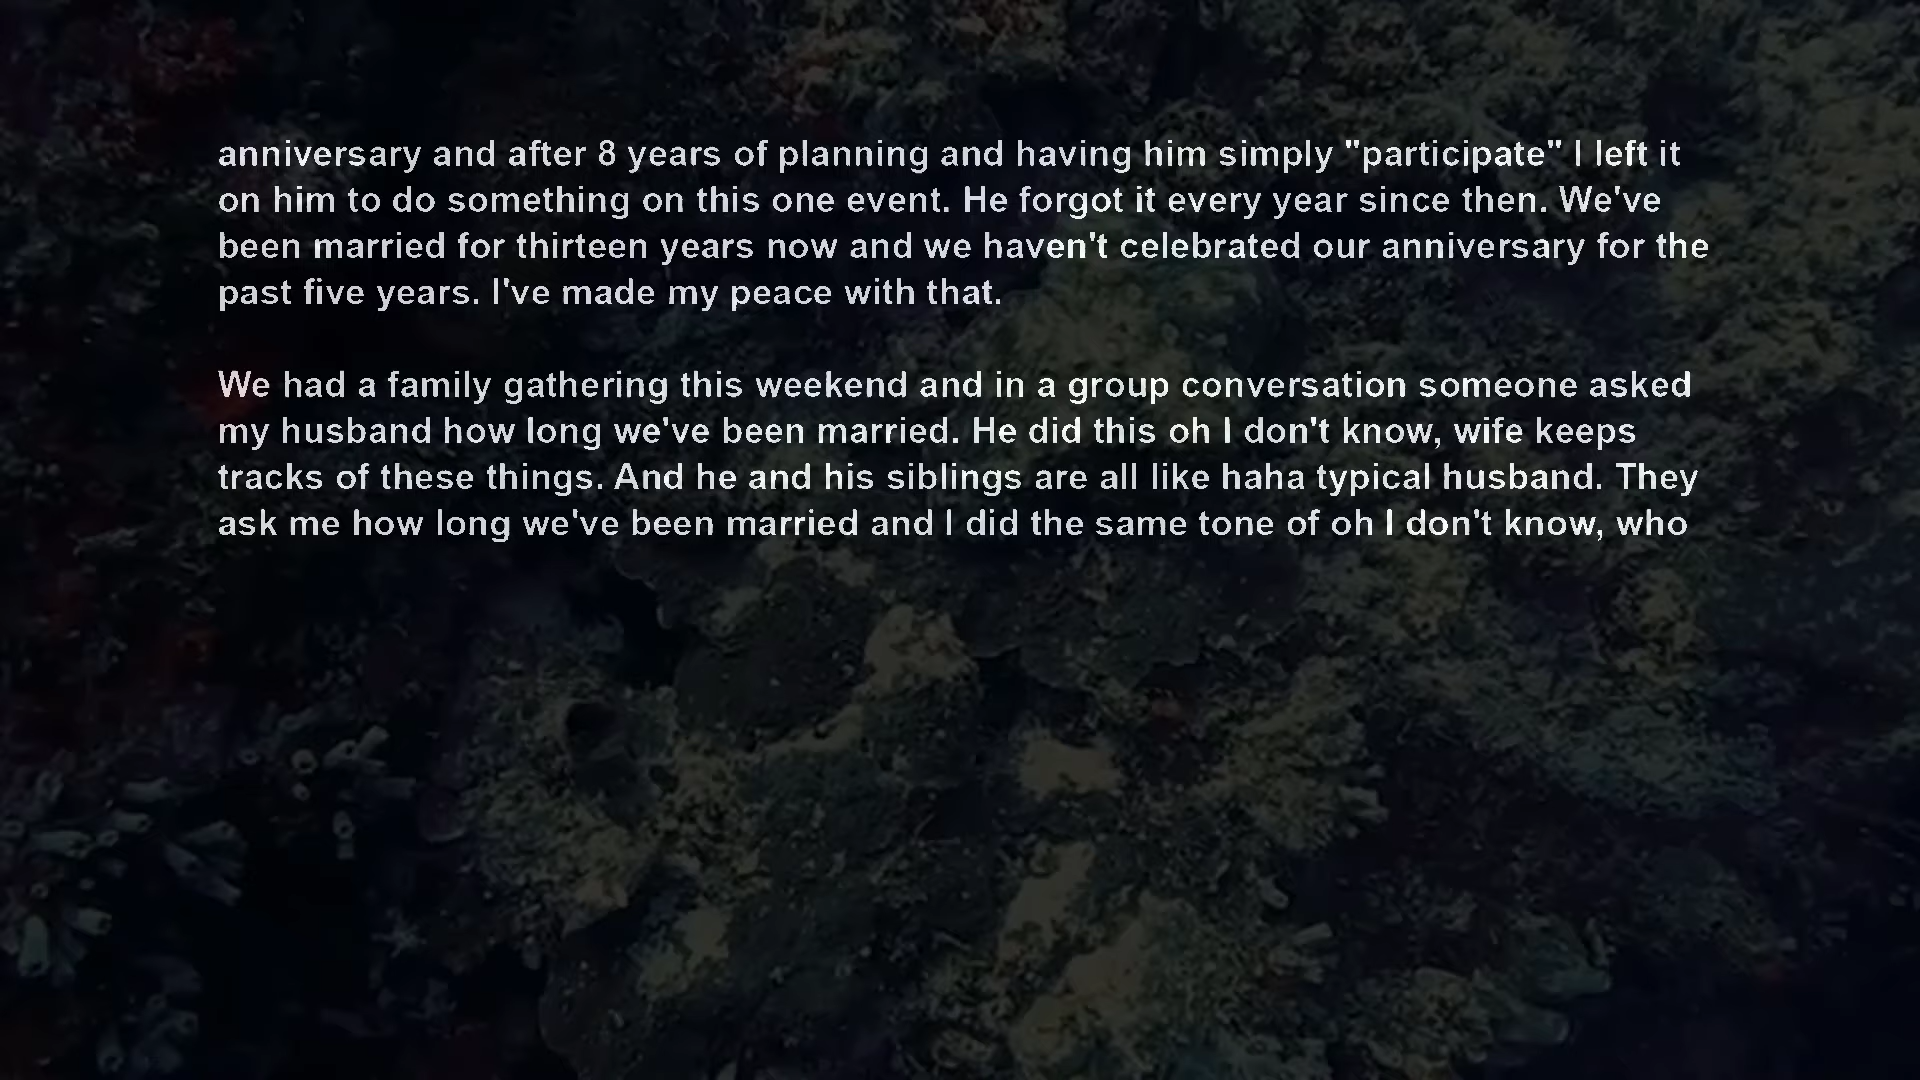 anniversary and after 8 years of planning and having him simply "participate" I left it
on him to do something on this one event. He forgot it every year since then. We've
been married for thirteen years now and we haven't celebrated our anniversary for the
past five years. I've made my peace with that.
We had a family gathering this weekend and in a group conversation someone asked
my husband how long we've been married. He did this oh I don't know, wife keeps
tracks of these things. And he and his siblings are all like haha typical husband. They
ask me how long we've been married and I did the same tone of oh I don't know, who